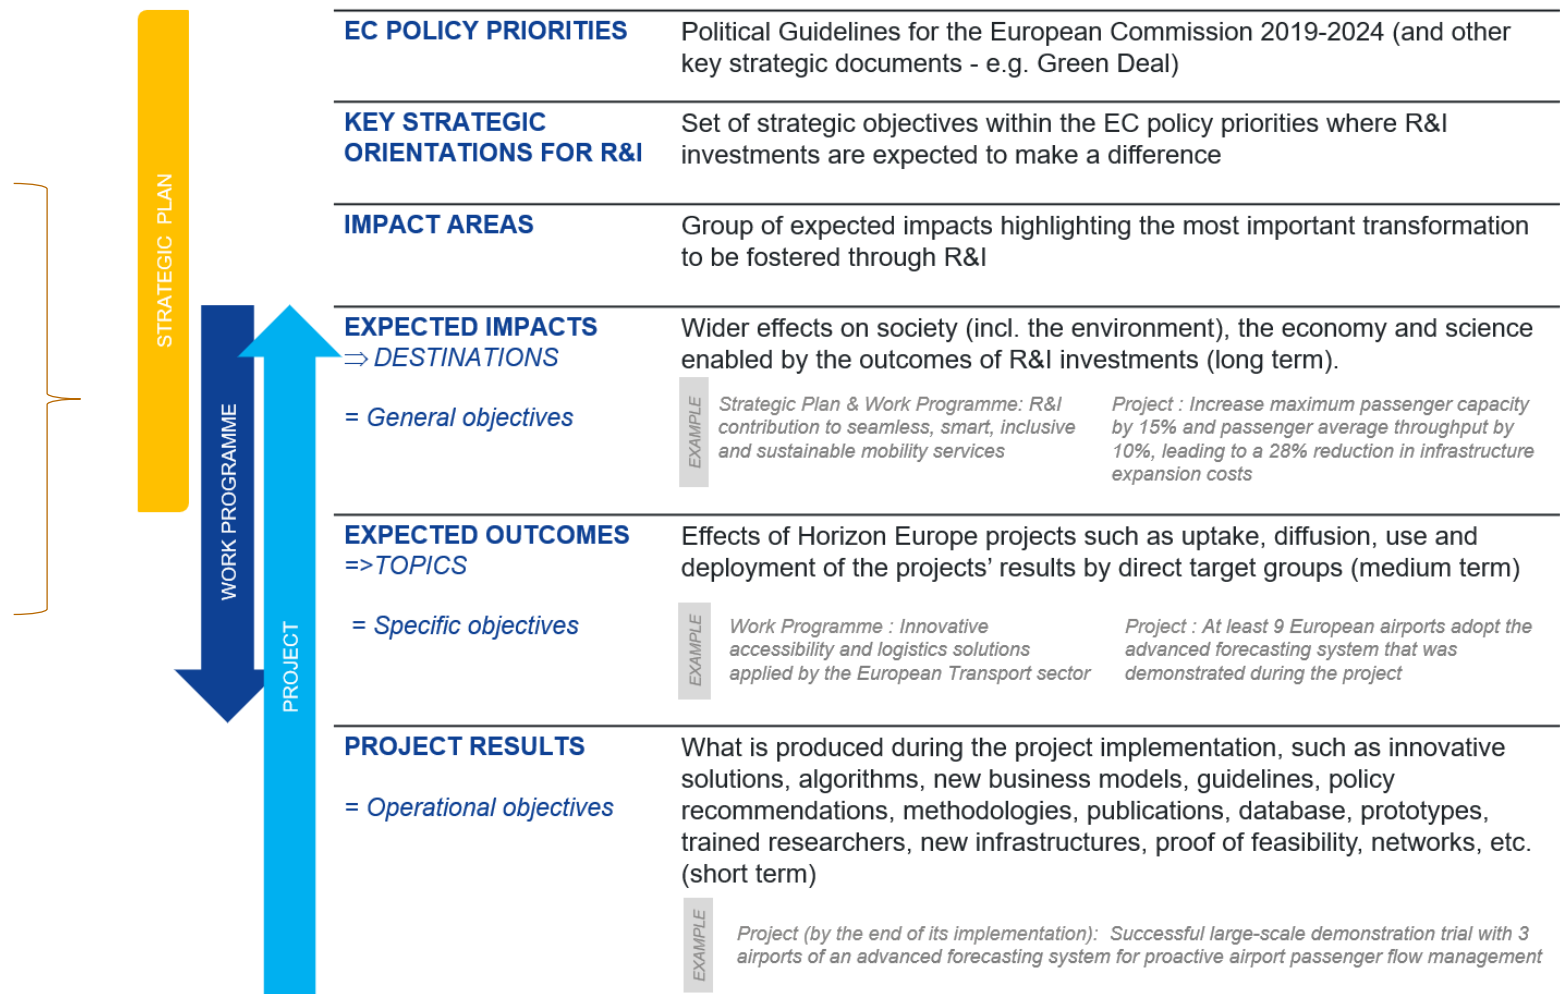 STRATEGIC PLAN
WORK PROGRAMME
PROJECT
EC POLICY PRIORITIES
Political Guidelines for the European Commission 2019-2024 (and other
key strategic documents - e.g. Green Deal)
KEY STRATEGIC
ORIENTATIONS FOR R&I
Set of strategic objectives within the EC policy priorities where R&I
investments are expected to make a difference
IMPACT AREAS
Group of expected impacts highlighting the most important transformation
to be fostered through R&I
EXPECTED IMPACTS
⇒ DESTINATIONS
= General objectives
Wider effects on society (incl. the environment), the economy and science
enabled by the outcomes of R&I investments (long term).
EXAMPLE
Strategic Plan & Work Programme: R&I
contribution to seamless, smart, inclusive
and sustainable mobility services
Project : Increase maximum passenger capacity
by 15% and passenger average throughput by
10%, leading to a 28% reduction in infrastructure
expansion costs
EXPECTED OUTCOMES
=>TOPICS
= Specific objectives
Effects of Horizon Europe projects such as uptake, diffusion, use and
deployment of the projects’ results by direct target groups (medium term)
EXAMPLE
Work Programme : Innovative
accessibility and logistics solutions
applied by the European Transport sector
Project : At least 9 European airports adopt the
advanced forecasting system that was
demonstrated during the project
PROJECT RESULTS
= Operational objectives
What is produced during the project implementation, such as innovative
solutions, algorithms, new business models, guidelines, policy
recommendations, methodologies, publications, database, prototypes,
trained researchers, new infrastructures, proof of feasibility, networks, etc.
(short term)
EXAMPLE
Project (by the end of its implementation): Successful large-scale demonstration trial with 3
airports of an advanced forecasting system for proactive airport passenger flow management